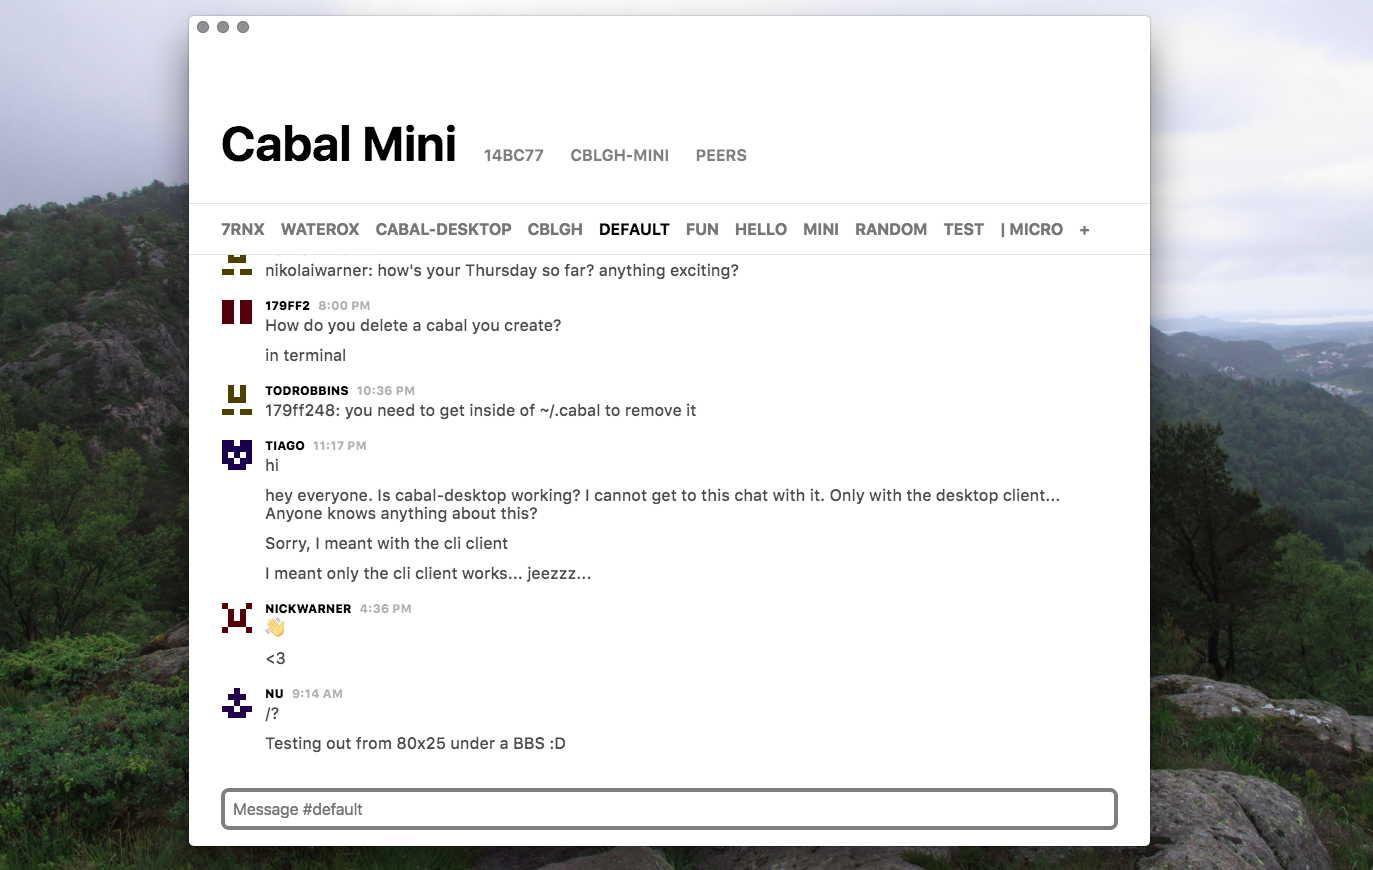 Cabal Mini 14BC77 CBLGH-MINI PEERS
7RNX WATEROX CABAL-DESKTOP CBLGH DEFAULT FUN HELLO MINI RANDOM TEST | MICRO +
nikolaiwarner: how's your Thursday so far? anything exciting?
179FF2 8:00 PM
How do you delete a cabal you create?
in terminal
TODROBBINS 10:36 PM
179ff248: you need to get inside of ~/.cabal to remove it
TIAGO 11:17 PM
hi
hey everyone. Is cabal-desktop working? I cannot get to this chat with it. Only with the desktop client...
Anyone knows anything about this?
Sorry, I meant with the cli client
I meant only the cli client works... jeezzz...
NICKWARNER 4:36 PM
👋
<3
NU 9:14 AM
/?
Testing out from 80x25 under a BBS :D
Message #default